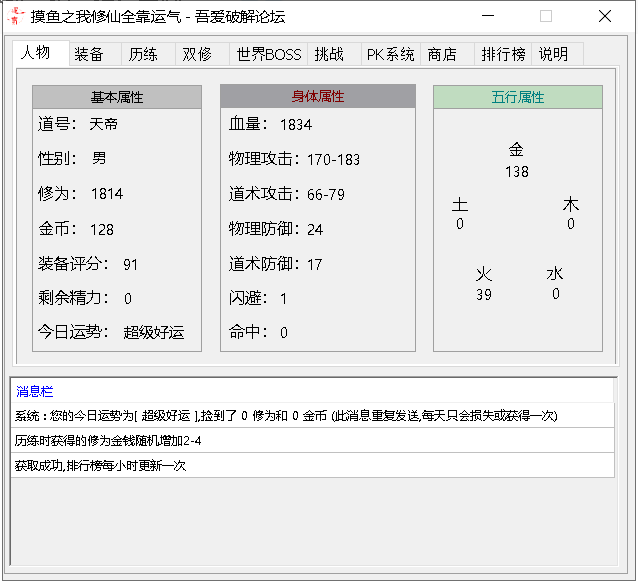 摸鱼之我修仙全靠运气 - 吾爱破解论坛
人物 装备 历练 双修 世界BOSS 挑战 PK系统 商店 排行榜 说明
基本属性
道号： 天帝
性别： 男
修为： 1814
金币： 128
装备评分： 91
剩余精力： 0
今日运势： 超级好运
身体属性
血量： 1834
物理攻击：170-183
道术攻击：66-79
物理防御：24
道术防御：17
闪避： 1
命中： 0
五行属性
金
138
土 木
0 0
火 水
39 0
消息栏
系统：您的今日运势为[ 超级好运 ],捡到了 0 修为和 0 金币 (此消息重复发送,每天只会损失或获得一次)
历练时获得的修为金钱随机增加2-4
获取成功,排行榜每小时更新一次